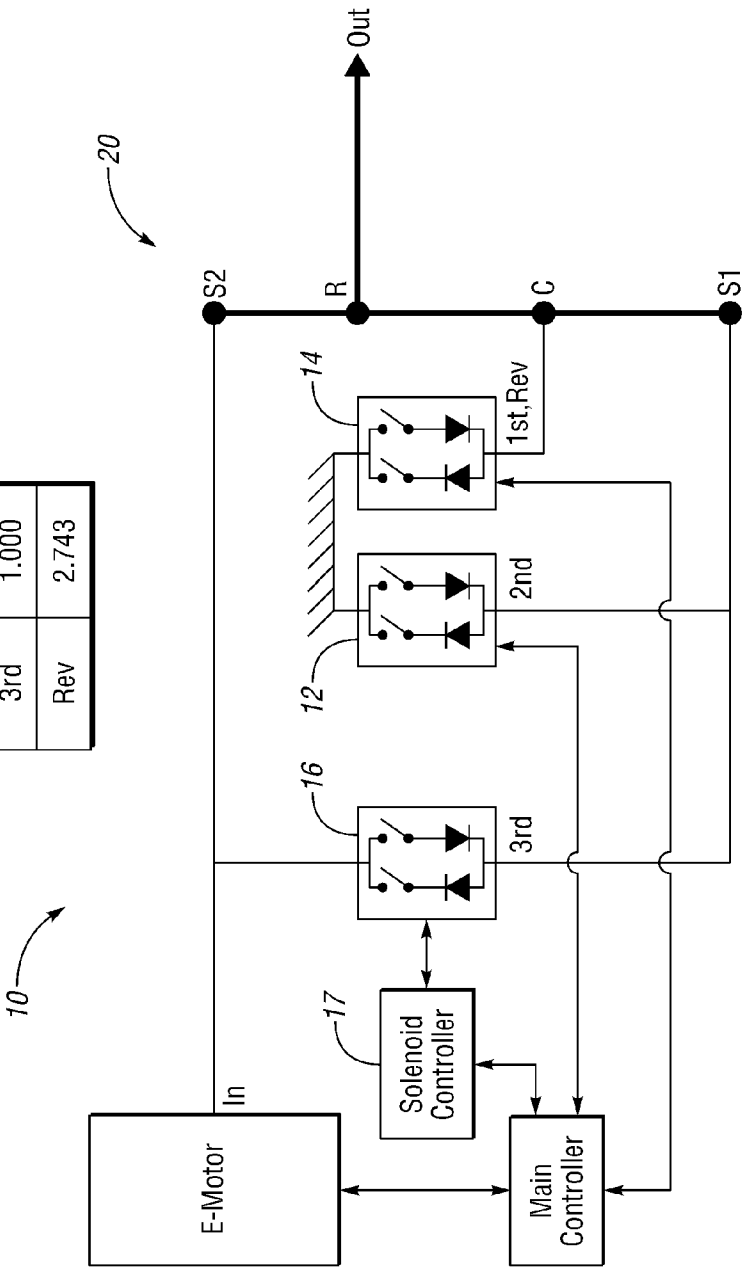 3rd 1.000
Rev 2.743
10
20
E-Motor
In
S2
R
Out
C
S1
16
3rd
12
2nd
14
1st,Rev
17
Solenoid
Controller
Main
Controller